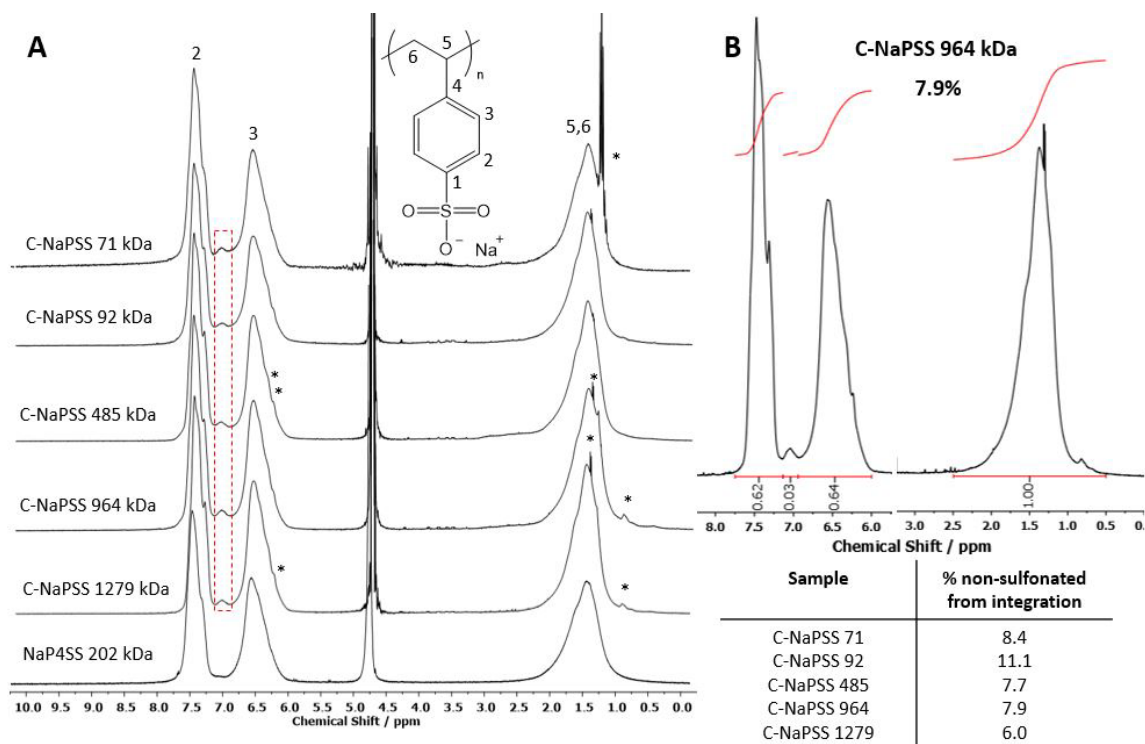 A
2
3
5,6
*
6
5
n
4
3
2
1
O
S
O
O⁻
Na⁺
C-NaPSS 71 kDa
C-NaPSS 92 kDa
*
*
*
C-NaPSS 485 kDa
*
C-NaPSS 964 kDa
*
*
*
C-NaPSS 1279 kDa
NaP4SS 202 kDa
10.0 9.5 9.0 8.5 8.0 7.5 7.0 6.5 6.0 5.5 5.0 4.5 4.0 3.5 3.0 2.5 2.0 1.5 1.0 0.5 0.0
Chemical Shift / ppm
B
C-NaPSS 964 kDa
7.9%
0.62
0.03
0.64
1.00
8.0 7.5 7.0 6.5 6.0 3.0 2.5 2.0 1.5 1.0 0.5 0.0
Chemical Shift / ppm
Sample % non-sulfonated
from integration
C-NaPSS 71 8.4
C-NaPSS 92 11.1
C-NaPSS 485 7.7
C-NaPSS 964 7.9
C-NaPSS 1279 6.0